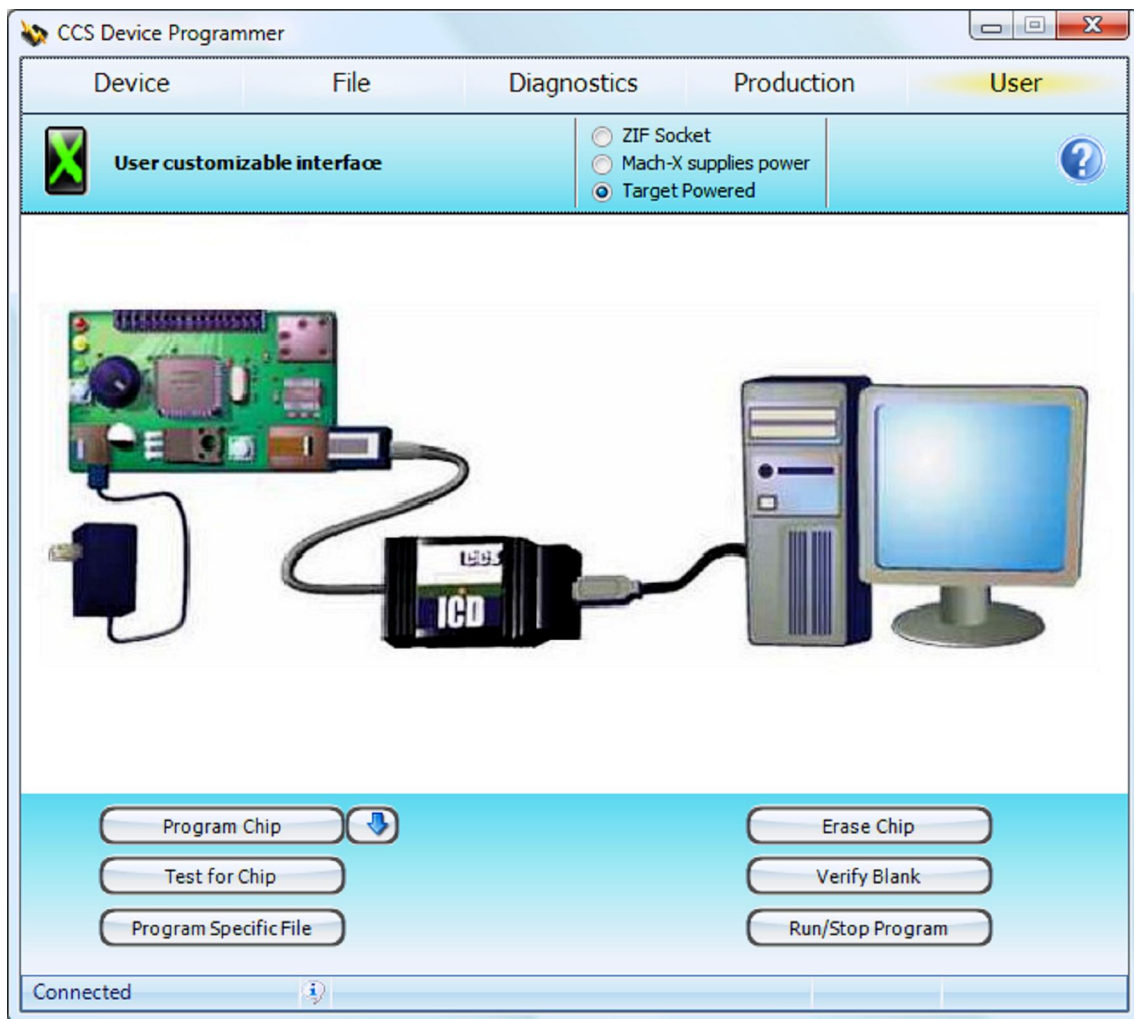 CCS Device Programmer
Device File Diagnostics Production User
User customizable interface
ZIF Socket
Mach-X supplies power
Target Powered
CCS
ICD
Program Chip
Erase Chip
Test for Chip
Verify Blank
Program Specific File
Run/Stop Program
Connected